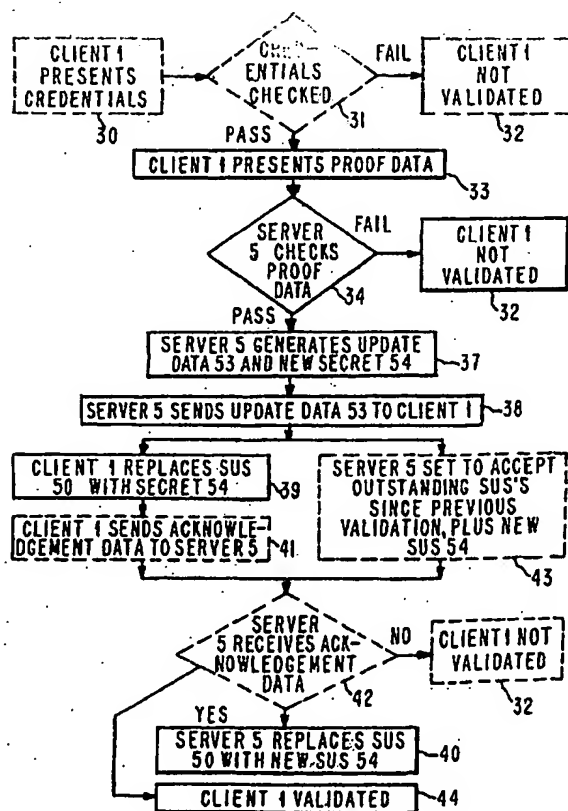 CLIENT 1
PRESENTS
CREDENTIALS
30
CRED-
ENTIALS
CHECKED
31
FAIL
CLIENT 1
NOT
VALIDATED
32
PASS
CLIENT 1 PRESENTS PROOF DATA
33
SERVER
5 CHECKS
PROOF
DATA
34
FAIL
CLIENT 1
NOT
VALIDATED
32
PASS
SERVER 5 GENERATES UPDATE
DATA 53 AND NEW SECRET 54
37
SERVER 5 SENDS UPDATE DATA 53 TO CLIENT 1
38
CLIENT 1 REPLACES SUS
50 WITH SECRET 54
39
CLIENT 1 SENDS ACKNOWLE-
DGEMENT DATA TO SERVER 5
41
SERVER 5 SET TO ACCEPT
OUTSTANDING SUS'S
SINCE PREVIOUS
VALIDATION, PLUS NEW
SUS 54
43
SERVER
5 RECEIVES ACK-
NOWLEDGEMENT
DATA
42
NO
CLIENT 1 NOT
VALIDATED
32
YES
SERVER 5 REPLACES SUS
50 WITH NEW SUS 54
40
CLIENT 1 VALIDATED
44